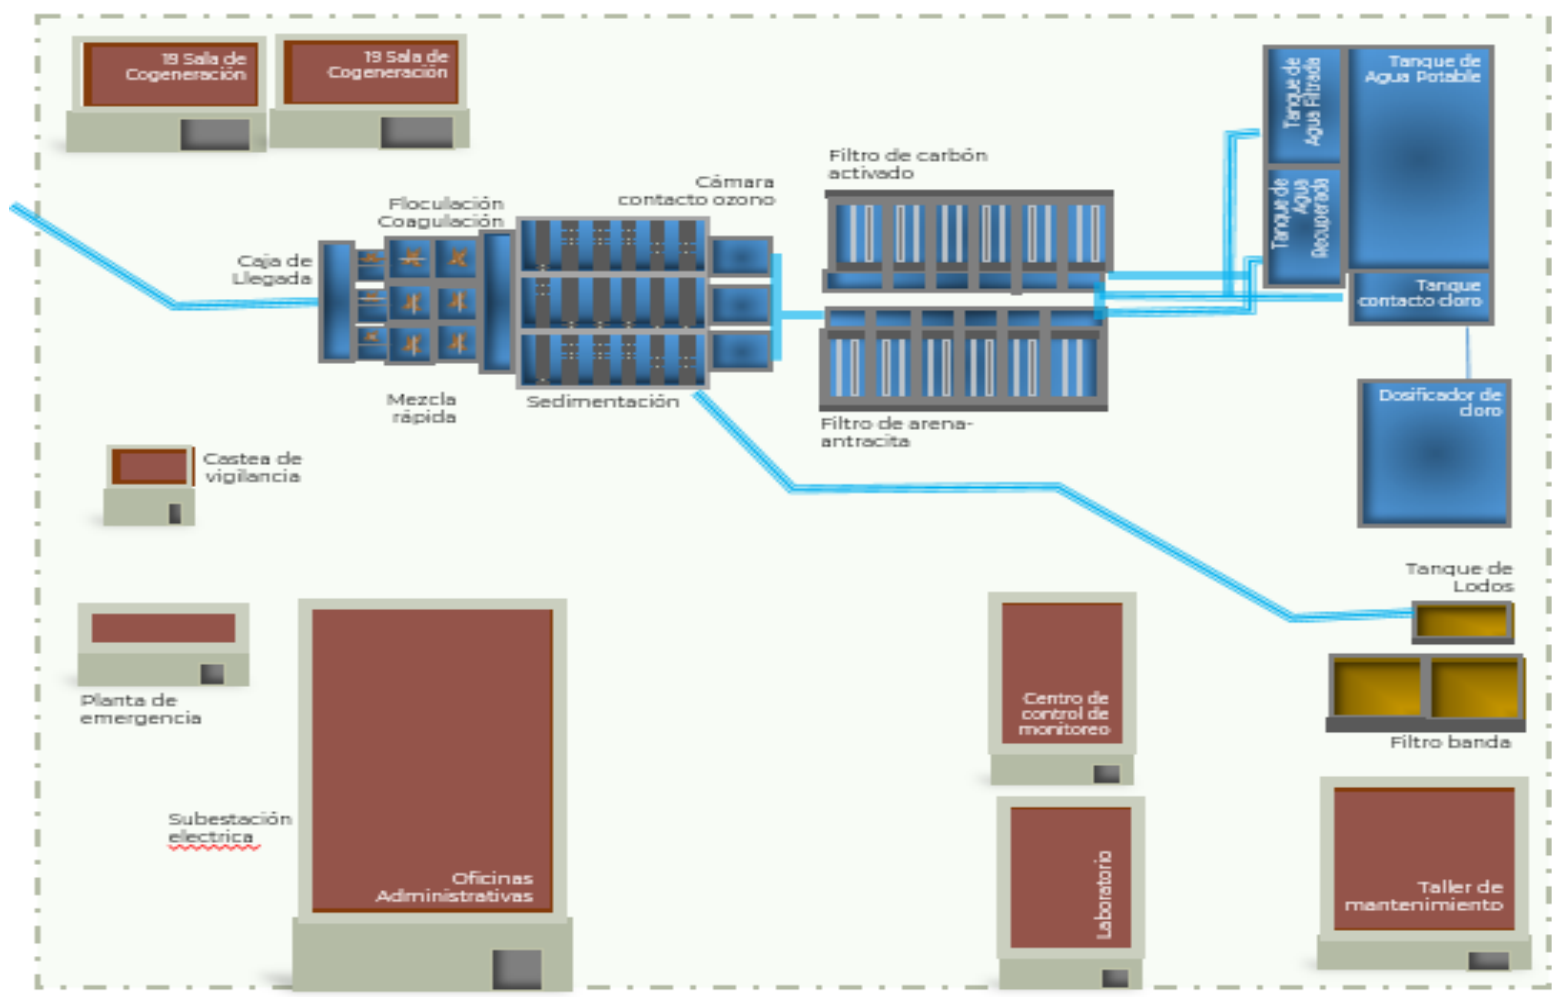 19 Sala de
Cogeneración
19 Sala de
Cogeneración
Tanque de
Agua Filtrada
Tanque de
Agua Potable
Filtro de carbón
activado
Cámara
contacto ozono
Floculación
Coagulación
Tanque de
Agua
Recuperada
Caja de
Llegada
Tanque
contacto cloro
Mezcla
rápida
Sedimentación
Dosificador de
cloro
Filtro de arena-
antracita
Castea de
vigilancia
Tanque de
Lodos
Planta de
emergencia
Centro de
control de
monitoreo
Filtro banda
Subestación
electrica
Oficinas
Administrativas
Laboratorio
Taller de
mantenimiento